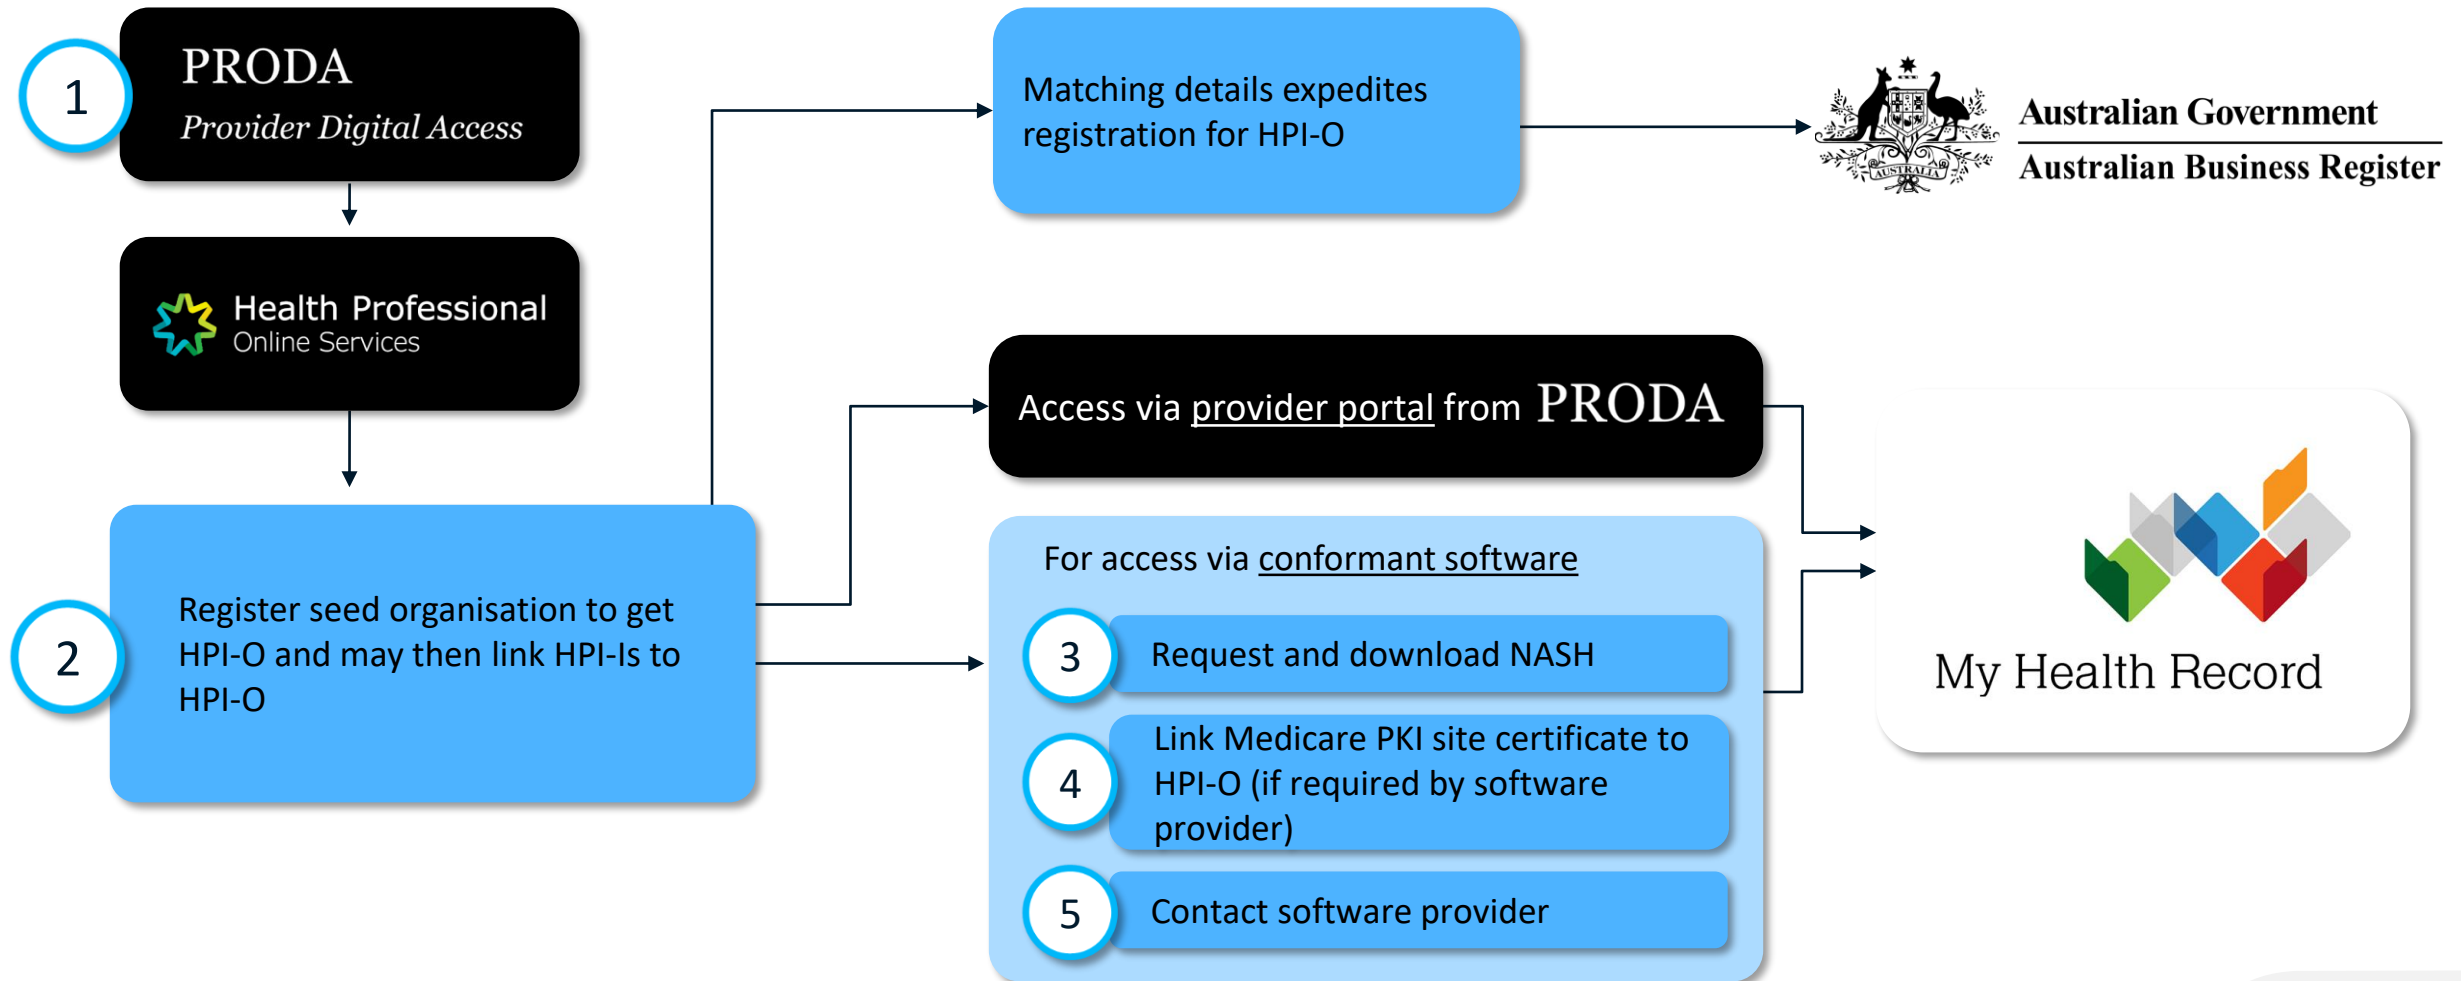 1
PRODA
Provider Digital Access
Health Professional
Online Services
2
Register seed organisation to get
HPI-O and may then link HPI-Is to
HPI-O
Matching details expedites
registration for HPI-O
AUSTRALIA
Australian Government
Australian Business Register
Access via provider portal from PRODA
For access via conformant software
3
Request and download NASH
4
Link Medicare PKI site certificate to
HPI-O (if required by software
provider)
5
Contact software provider
My Health Record